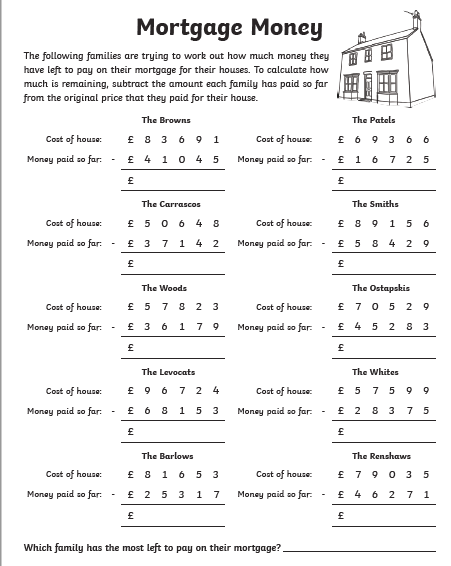 Mortgage Money
The following families are trying to work out how much money they
have left to pay on their mortgage for their houses. To calculate how
much is remaining, subtract the amount each family has paid so far
from the original price that they paid for their house.
The Browns
Cost of house: £ 8 3 6 9 1
Money paid so far: - £ 4 1 0 4 5
£
The Patels
Cost of house: £ 6 9 3 6 6
Money paid so far: - £ 1 6 7 2 5
£
The Carrascos
Cost of house: £ 5 0 6 4 8
Money paid so far: - £ 3 7 1 4 2
£
The Smiths
Cost of house: £ 8 9 1 5 6
Money paid so far: - £ 5 8 4 2 9
£
The Woods
Cost of house: £ 5 7 8 2 3
Money paid so far: - £ 3 6 1 7 9
£
The Ostapskis
Cost of house: £ 7 0 5 2 9
Money paid so far: - £ 4 5 2 8 3
£
The Levocats
Cost of house: £ 9 6 7 2 4
Money paid so far: - £ 6 8 1 5 3
£
The Whites
Cost of house: £ 5 7 5 9 9
Money paid so far: - £ 2 8 3 7 5
£
The Barlows
Cost of house: £ 8 1 6 5 3
Money paid so far: - £ 2 5 3 1 7
£
The Renshaws
Cost of house: £ 7 9 0 3 5
Money paid so far: - £ 4 6 2 7 1
£
Which family has the most left to pay on their mortgage?